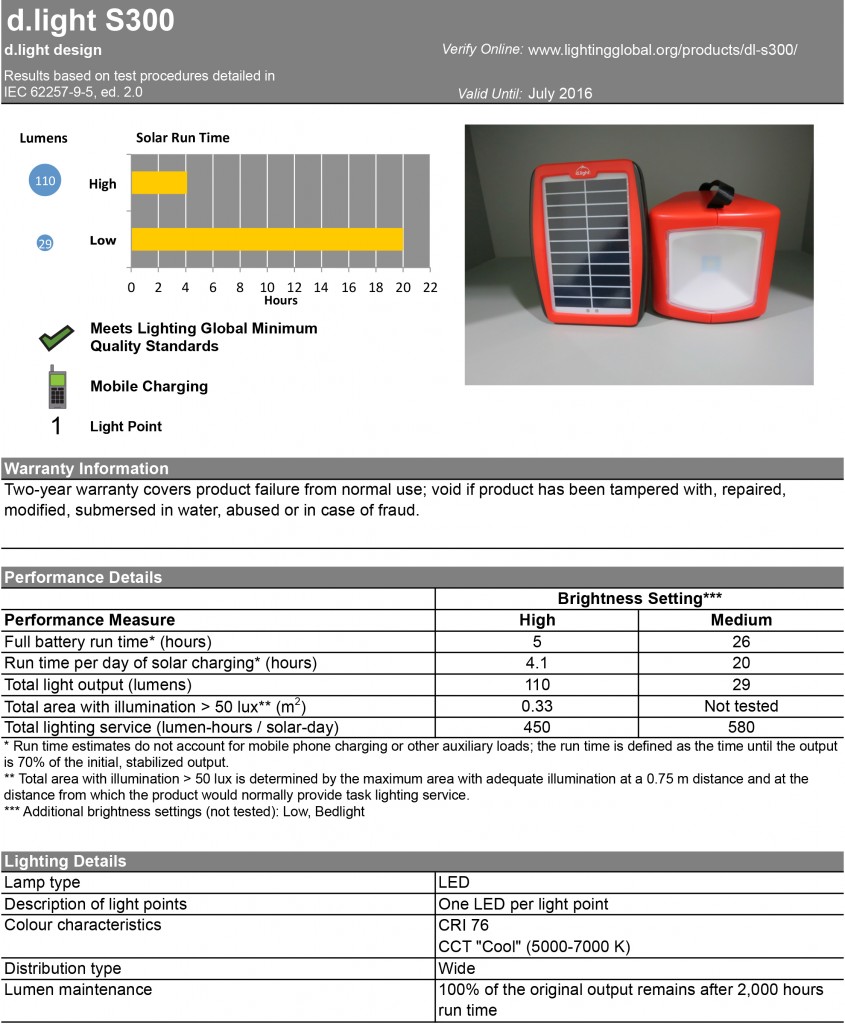 d.light S300
d.light design
Verify Online: www.lightingglobal.org/products/dl-s300/
Results based on test procedures detailed in
IEC 62257-9-5, ed. 2.0
Valid Until: July 2016
Lumens
Solar Run Time
110
High
29
Low
0 2 4 6 8 10 12 14 16 18 20 22
Hours
d.light
Meets Lighting Global Minimum
Quality Standards
Mobile Charging
1 Light Point
Warranty Information
Two-year warranty covers product failure from normal use; void if product has been tampered with, repaired,
modified, submersed in water, abused or in case of fraud.
Performance Details
Brightness Setting***
Performance Measure High Medium
Full battery run time* (hours) 5 26
Run time per day of solar charging* (hours) 4.1 20
Total light output (lumens) 110 29
Total area with illumination > 50 lux** (m²) 0.33 Not tested
Total lighting service (lumen-hours / solar-day) 450 580
* Run time estimates do not account for mobile phone charging or other auxiliary loads; the run time is defined as the time until the output
is 70% of the initial, stabilized output.
** Total area with illumination > 50 lux is determined by the maximum area with adequate illumination at a 0.75 m distance and at the
distance from which the product would normally provide task lighting service.
*** Additional brightness settings (not tested): Low, Bedlight
Lighting Details
Lamp type LED
Description of light points One LED per light point
Colour characteristics CRI 76
CCT "Cool" (5000-7000 K)
Distribution type Wide
Lumen maintenance 100% of the original output remains after 2,000 hours
run time